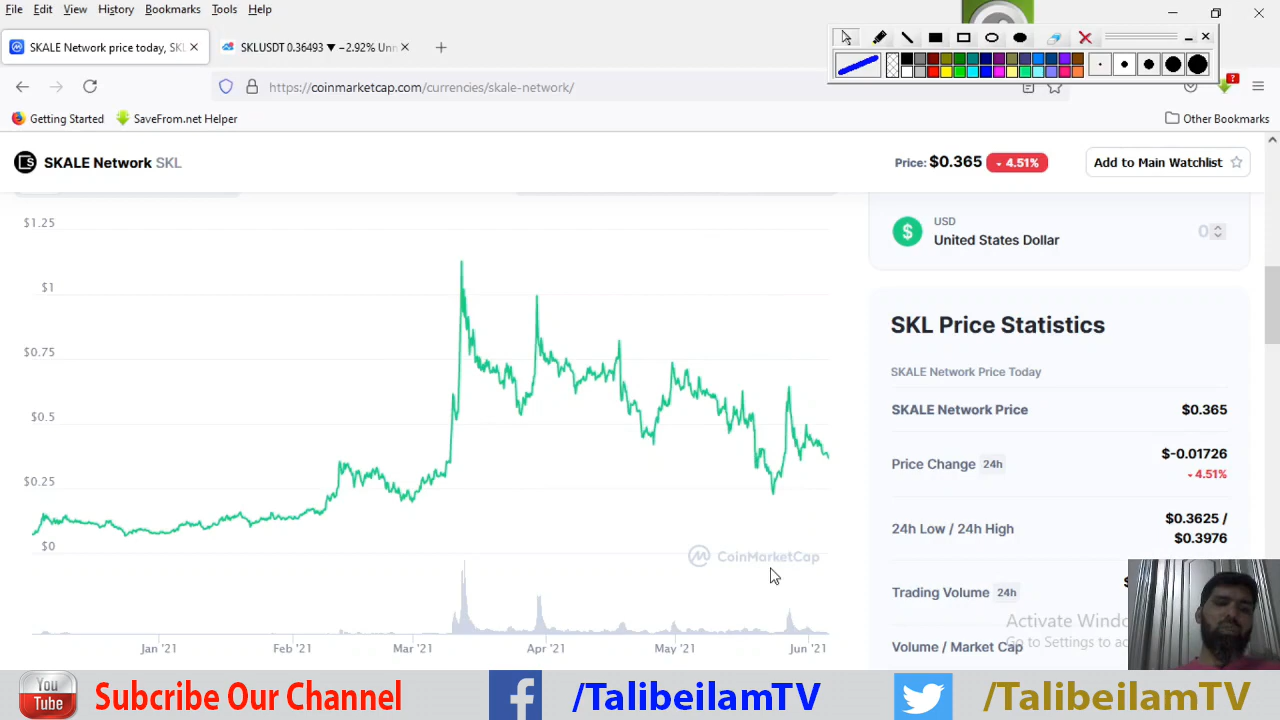 File Edit View History Bookmarks Tools Help
SKALE Network price today, SKL
SKLUSDT 0.36493 ▼ −2.92% Unn
https://coinmarketcap.com/currencies/skale-network/
Getting Started
SaveFrom.net Helper
Other Bookmarks
SKALE Network SKL
Price: $0.365 4.51%
Add to Main Watchlist
$1.25
$1
$0.75
$0.5
$0.25
$0
CoinMarketCap
Jan '21 Feb '21 Mar '21 Apr '21 May '21 Jun '21
USD
United States Dollar
0
SKL Price Statistics
SKALE Network Price Today
SKALE Network Price $0.365
Price Change 24h $-0.01726
4.51%
24h Low / 24h High $0.3625 /
$0.3976
Trading Volume 24h
Volume / Market Cap
Activate Windo
Go to Settings to ac
You
Tube
Subcribe Our Channel
/TalibeilamTV
/TalibeilamTV